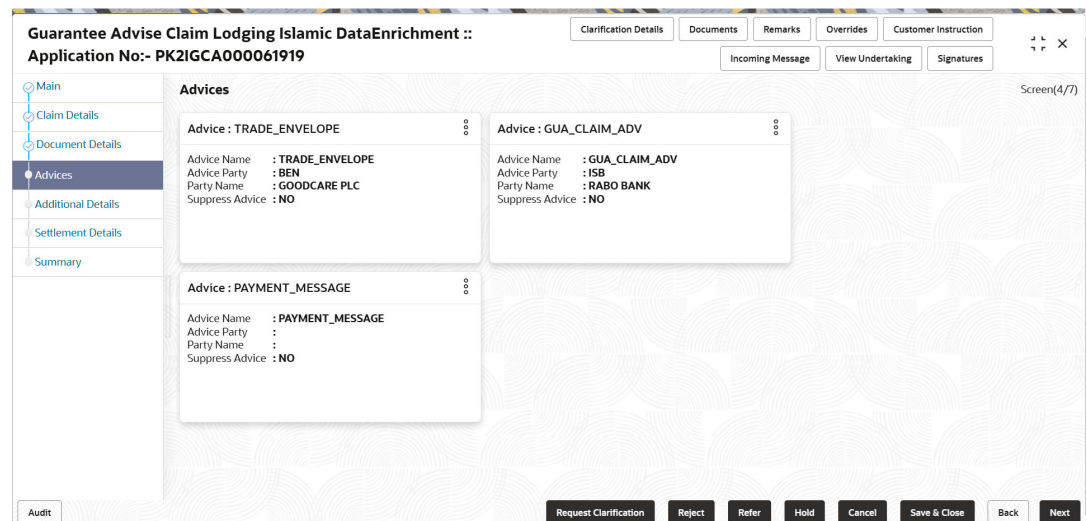 Guarantee Advise Claim Lodging Islamic DataEnrichment ::
Application No:- PK2IGCA000061919
Clarification Details
Documents
Remarks
Overrides
Customer Instruction
Incoming Message
View Undertaking
Signatures
Main
Claim Details
Document Details
Advices
Additional Details
Settlement Details
Summary
Advices
Screen(4/7)
Advice : TRADE_ENVELOPE
Advice Name : TRADE_ENVELOPE
Advice Party : BEN
Party Name : GOODCARE PLC
Suppress Advice : NO
Advice : GUA_CLAIM_ADV
Advice Name : GUA_CLAIM_ADV
Advice Party : ISB
Party Name : RABO BANK
Suppress Advice : NO
Advice : PAYMENT_MESSAGE
Advice Name : PAYMENT_MESSAGE
Advice Party :
Party Name :
Suppress Advice : NO
Audit
Request Clarification
Reject
Refer
Hold
Cancel
Save & Close
Back
Next